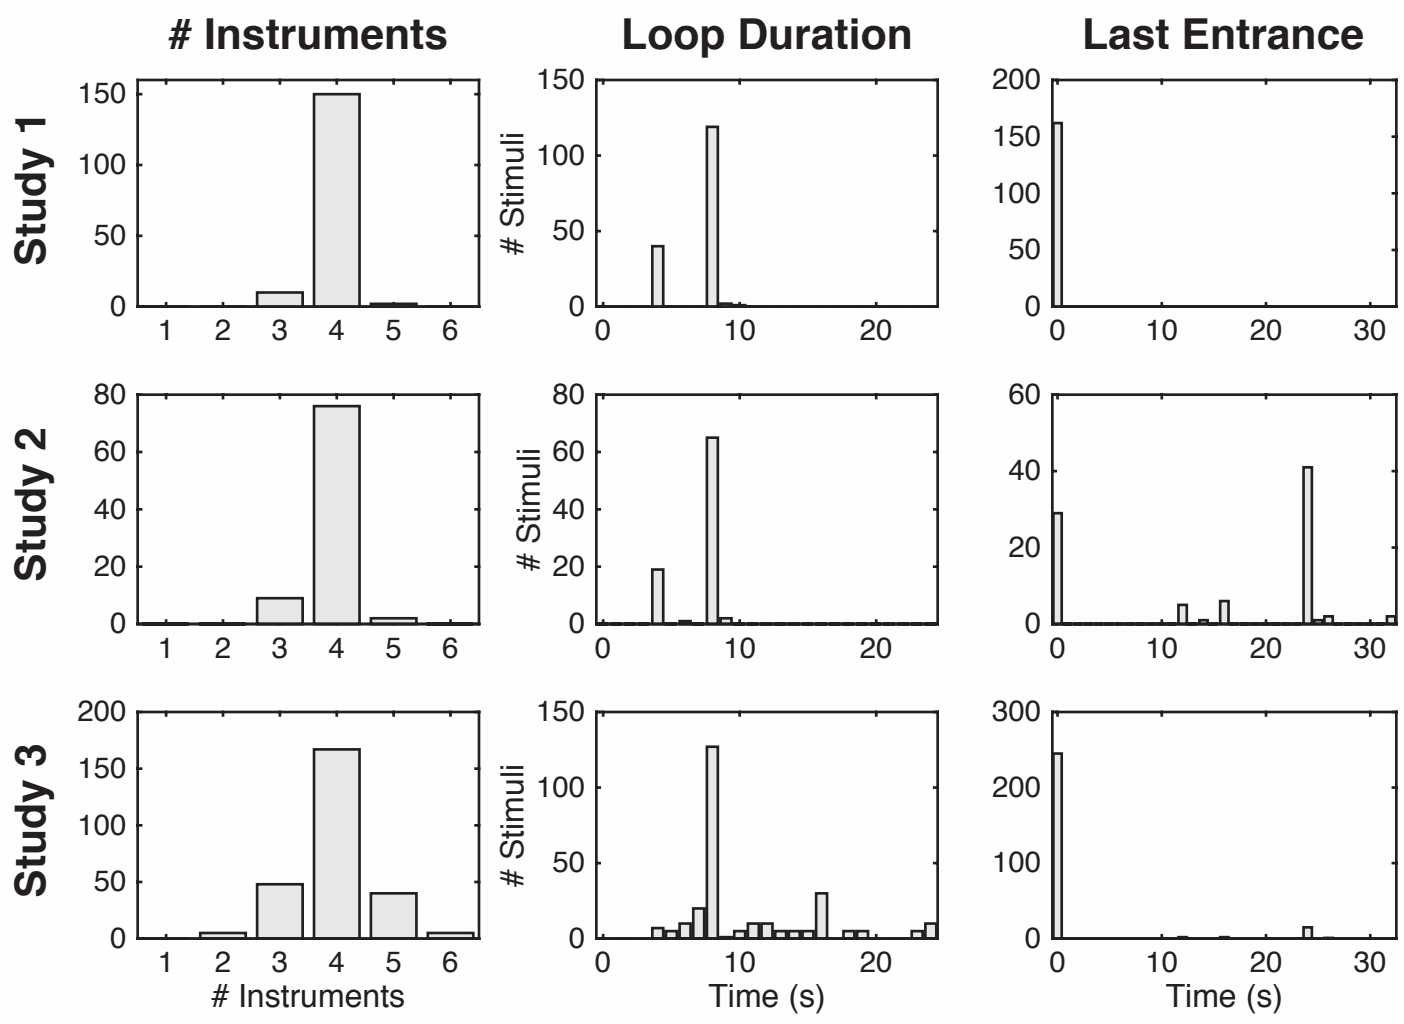 # Instruments
Loop Duration
Last Entrance
Study 1
150
100
50
0
1 2 3 4 5 6
# Stimuli
150
100
50
0
0 10 20
200
150
100
50
0
0 10 20 30
Study 2
80
60
40
20
0
1 2 3 4 5 6
# Stimuli
80
60
40
20
0
0 10 20
60
40
20
0
0 10 20 30
Study 3
200
150
100
50
0
1 2 3 4 5 6
# Instruments
# Stimuli
150
100
50
0
0 10 20
Time (s)
300
200
100
0
0 10 20 30
Time (s)